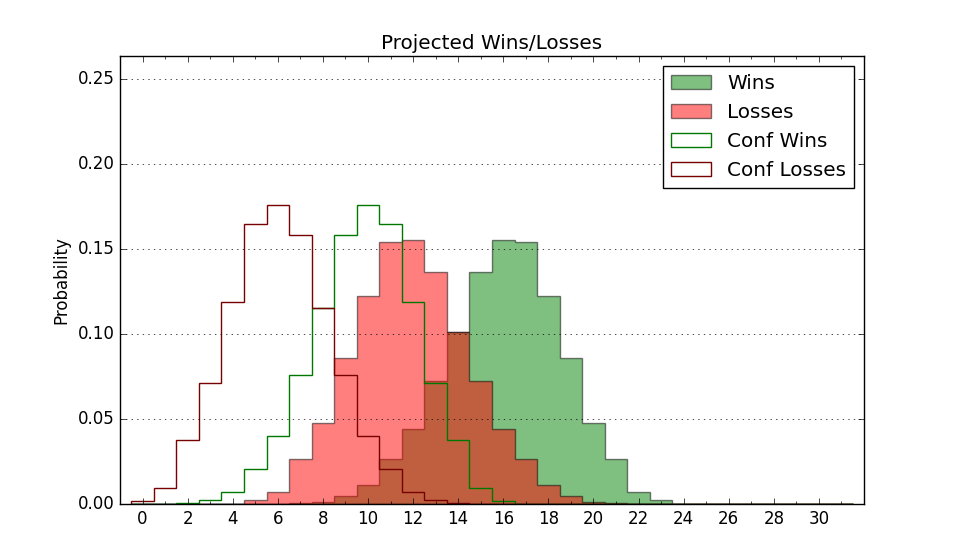 Projected Wins/Losses
Probability
0.25
0.20
0.15
0.10
0.05
0.00
0 2 4 6 8 10 12 14 16 18 20 22 24 26 28 30
Wins
Losses
Conf Wins
Conf Losses